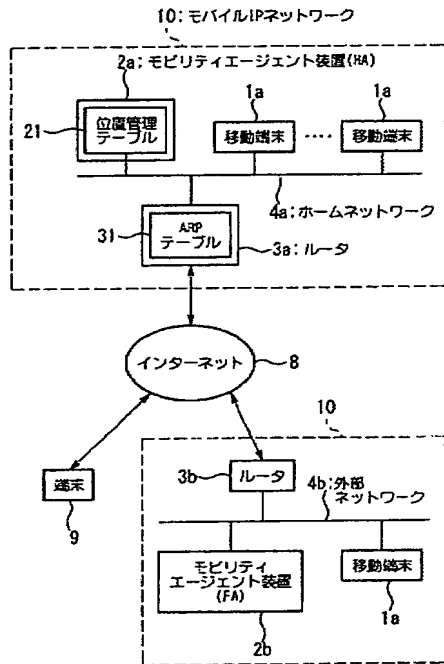 10:モバイルIPネットワーク
2a:モビリティエージェント装置(HA)
21
位置管理
テーブル
1a
移動端末
....
1a
移動端末
4a:ホームネットワーク
31
ARP
テーブル
3a:ルータ
インターネット
8
端末
9
10
3b
ルータ
4b:外部
ネットワーク
モビリティ
エージェント装置
(FA)
2b
移動端末
1a